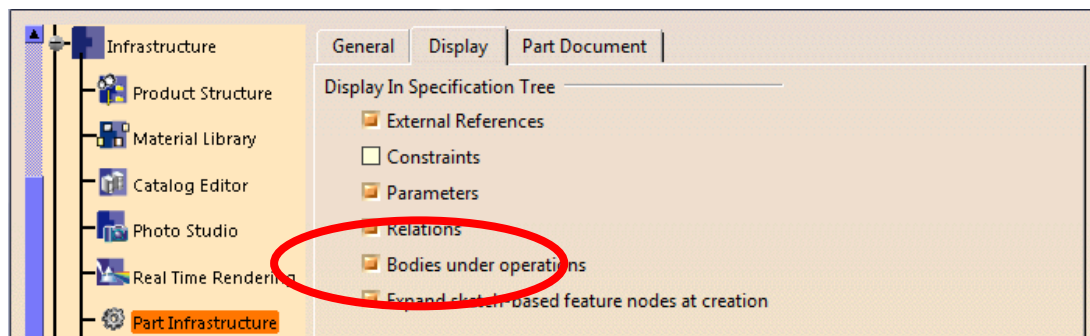 Infrastructure
Product Structure
Material Library
Catalog Editor
Photo Studio
Real Time Rendering
Part Infrastructure
General Display Part Document
Display In Specification Tree
External References
Constraints
Parameters
Relations
Bodies under operations
Expand sketch-based feature nodes at creation